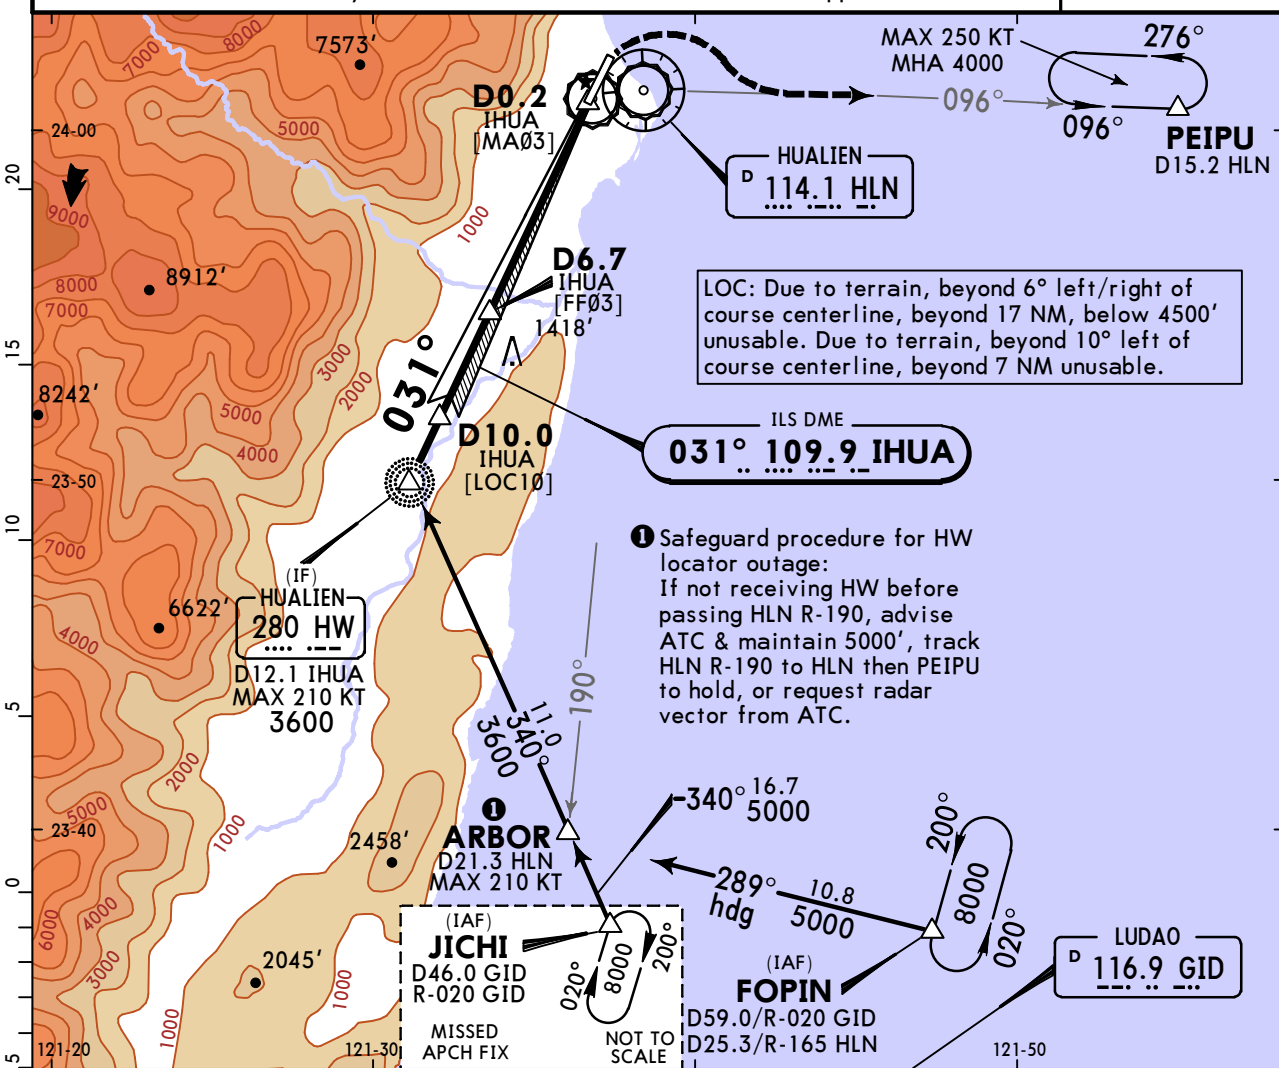 8000
7000
7573'
5000
24-00
9000
8000
7000
8912'
1000
D0.2
IHUA
[MAØ3]
MAX 250 KT
MHA 4000
276°
096°
096°
PEIPU
D15.2 HLN
HUALIEN
D 114.1 HLN
D6.7
IHUA
[FFØ3]
1418'
LOC: Due to terrain, beyond 6° left/right of
course centerline, beyond 17 NM, below 4500'
unusable. Due to terrain, beyond 10° left of
course centerline, beyond 7 NM unusable.
031°
3000
2000
8242'
5000
4000
D10.0
IHUA
[LOC1Ø]
ILS DME
031° 109.9 IHUA
23-50
7000
6622'
4000
(IF)
HUALIEN
280 HW
D12.1 IHUA
MAX 210 KT
3600
1 Safeguard procedure for HW
locator outage:
If not receiving HW before
passing HLN R-190, advise
ATC & maintain 5000', track
HLN R-190 to HLN then PEIPU
to hold, or request radar
vector from ATC.
190°
11.0
340°
3600
2000
5000
23-40
1000
2458'
1
ARBOR
D21.3 HLN
MAX 210 KT
340° 16.7
5000
289°
hdg
10.8
5000
200°
8000
020°
4000
6000
3000
2045'
1000
1000
(IAF)
JICHI
D46.0 GID
R-020 GID
MISSED
APCH FIX
020°
8000
200°
NOT TO
SCALE
(IAF)
FOPIN
D59.0/R-020 GID
D25.3/R-165 HLN
LUDAO
D 116.9 GID
121-20
121-30
121-50
20
15
10
5
0
5